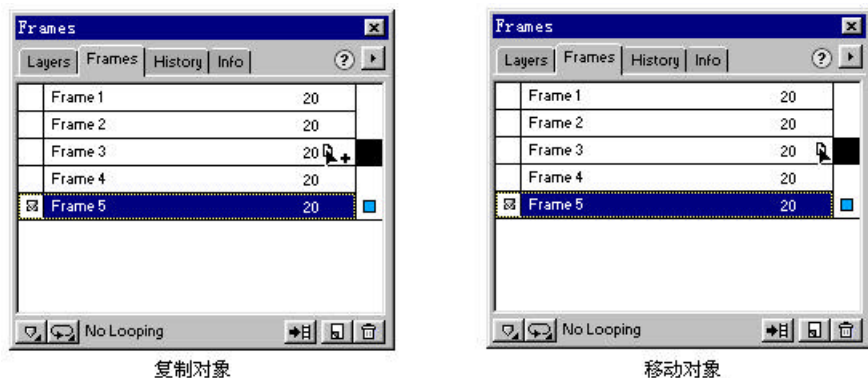 Frames
Layers Frames History Info ?
Frame 1 20
Frame 2 20
Frame 3 20
Frame 4 20
Frame 5 20
No Looping
复制对象
Frames
Layers Frames History Info ?
Frame 1 20
Frame 2 20
Frame 3 20
Frame 4 20
Frame 5 20
No Looping
移动对象